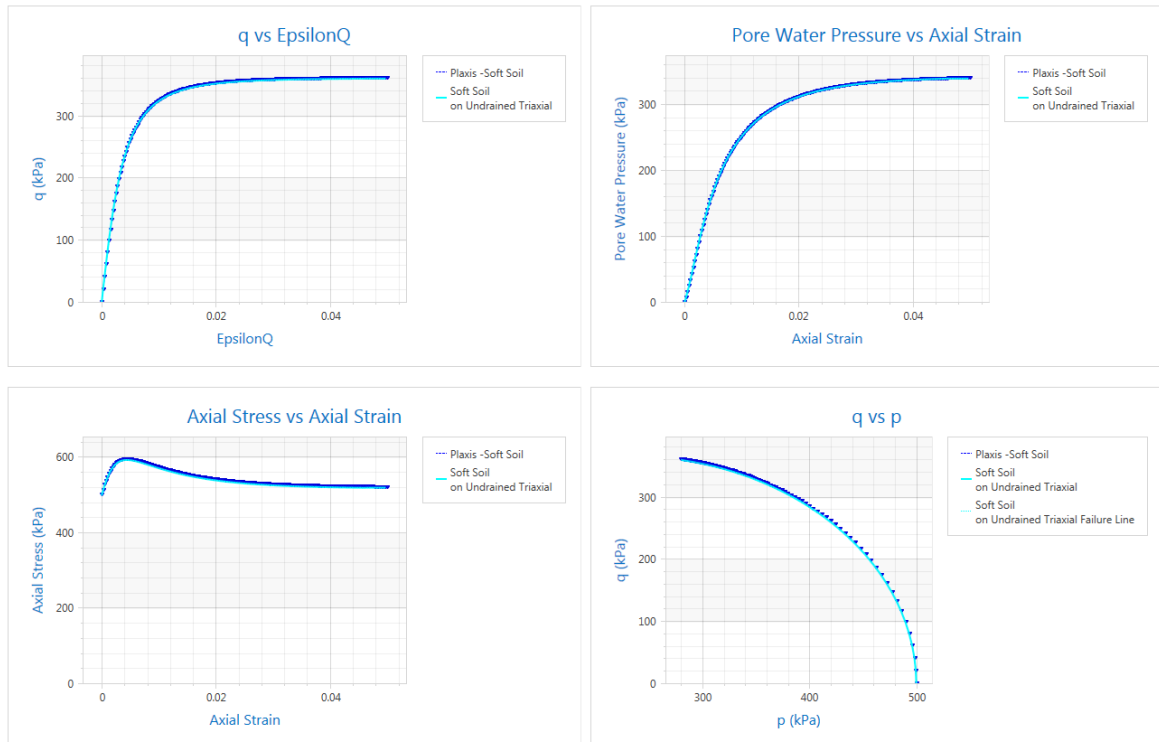 q vs EpsilonQ
q (kPa)
300
200
100
0
0
0.02
0.04
EpsilonQ
Plaxis -Soft Soil
Soft Soil
on Undrained Triaxial
Pore Water Pressure vs Axial Strain
Pore Water Pressure (kPa)
300
200
100
0
0
0.02
0.04
Axial Strain
Plaxis -Soft Soil
Soft Soil
on Undrained Triaxial
Axial Stress vs Axial Strain
Axial Stress (kPa)
600
400
200
0
0
0.02
0.04
Axial Strain
Plaxis -Soft Soil
Soft Soil
on Undrained Triaxial
q vs p
q (kPa)
300
200
100
0
300
400
500
p (kPa)
Plaxis -Soft Soil
Soft Soil
on Undrained Triaxial
Soft Soil
on Undrained Triaxial Failure Line